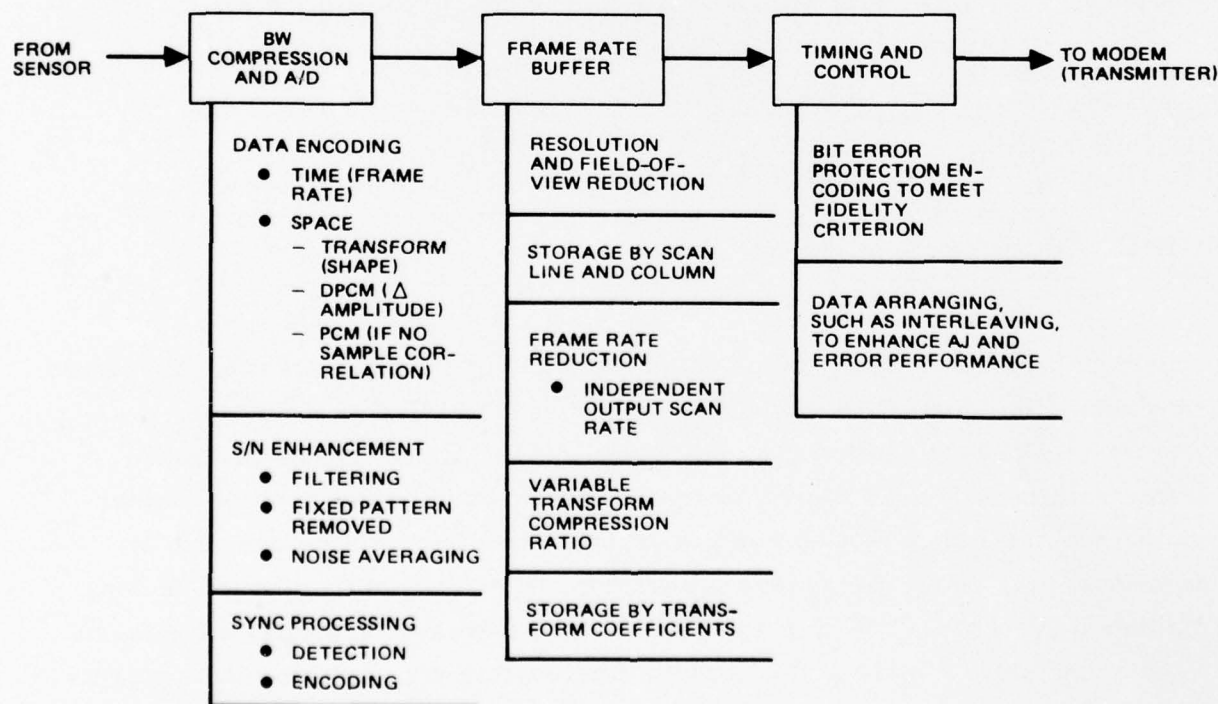 FROM
SENSOR
BW
COMPRESSION
AND A/D
FRAME RATE
BUFFER
TIMING AND
CONTROL
TO MODEM
(TRANSMITTER)
DATA ENCODING
● TIME (FRAME
RATE)
● SPACE
– TRANSFORM
(SHAPE)
– DPCM (△
AMPLITUDE)
– PCM (IF NO
SAMPLE COR-
RELATION)
S/N ENHANCEMENT
● FILTERING
● FIXED PATTERN
REMOVED
● NOISE AVERAGING
SYNC PROCESSING
● DETECTION
● ENCODING
RESOLUTION
AND FIELD-OF-
VIEW REDUCTION
STORAGE BY SCAN
LINE AND COLUMN
FRAME RATE
REDUCTION
● INDEPENDENT
OUTPUT SCAN
RATE
VARIABLE
TRANSFORM
COMPRESSION
RATIO
STORAGE BY TRANS-
FORM COEFFICIENTS
BIT ERROR
PROTECTION EN-
CODING TO MEET
FIDELITY
CRITERION
DATA ARRANGING,
SUCH AS INTERLEAVING,
TO ENHANCE AJ AND
ERROR PERFORMANCE